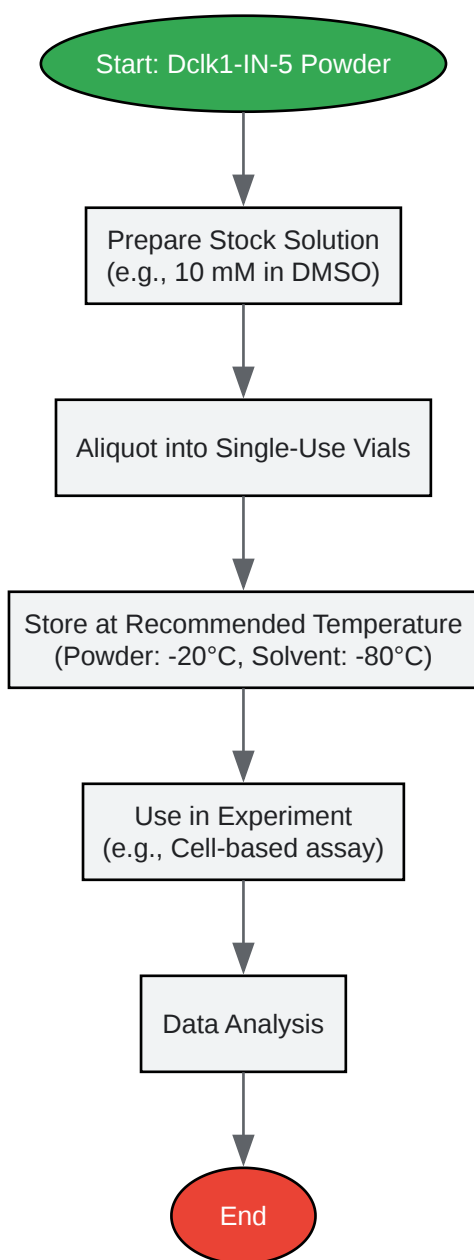 Start: Dclk1-IN-5 Powder
Prepare Stock Solution
(e.g., 10 mM in DMSO)
Aliquot into Single-Use Vials
Store at Recommended Temperature
(Powder: -20°C, Solvent: -80°C)
Use in Experiment
(e.g., Cell-based assay)
Data Analysis
End